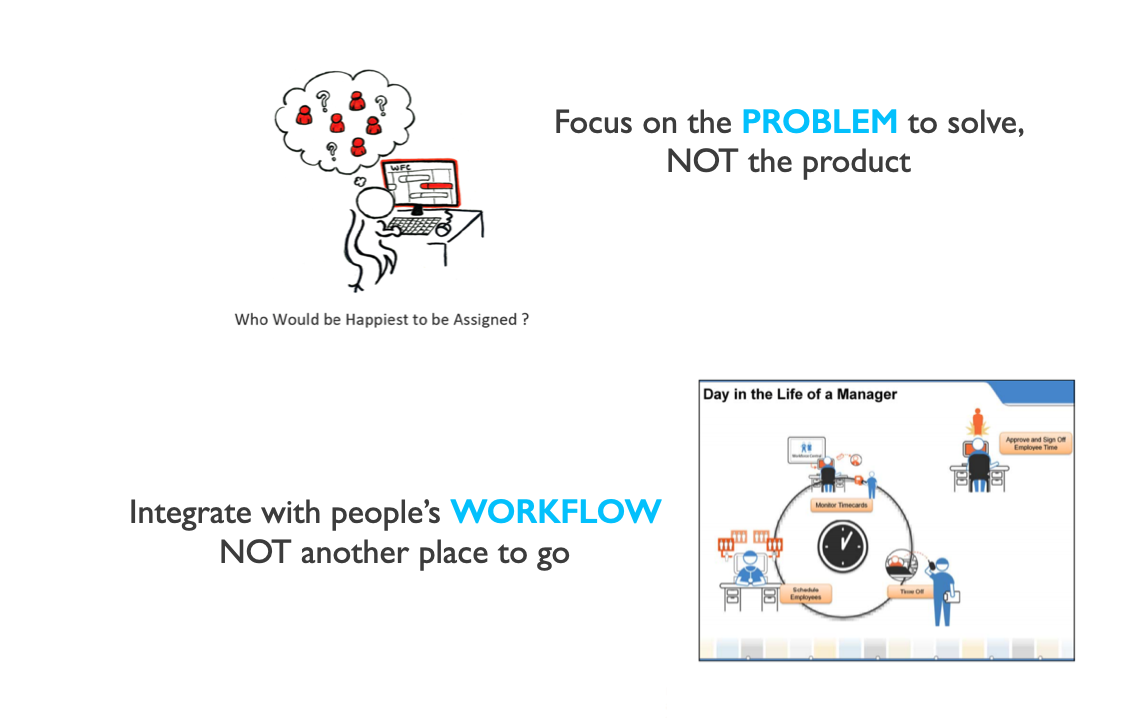 Focus on the PROBLEM to solve,
NOT the product
?
?
?
WFC
Who Would be Happiest to be Assigned ?
Day in the Life of a Manager
Approve and Sign Off
Employee Time
Workforce Central
Monitor Timecards
Integrate with people’s WORKFLOW
NOT another place to go
Schedule
Employees
Time Off